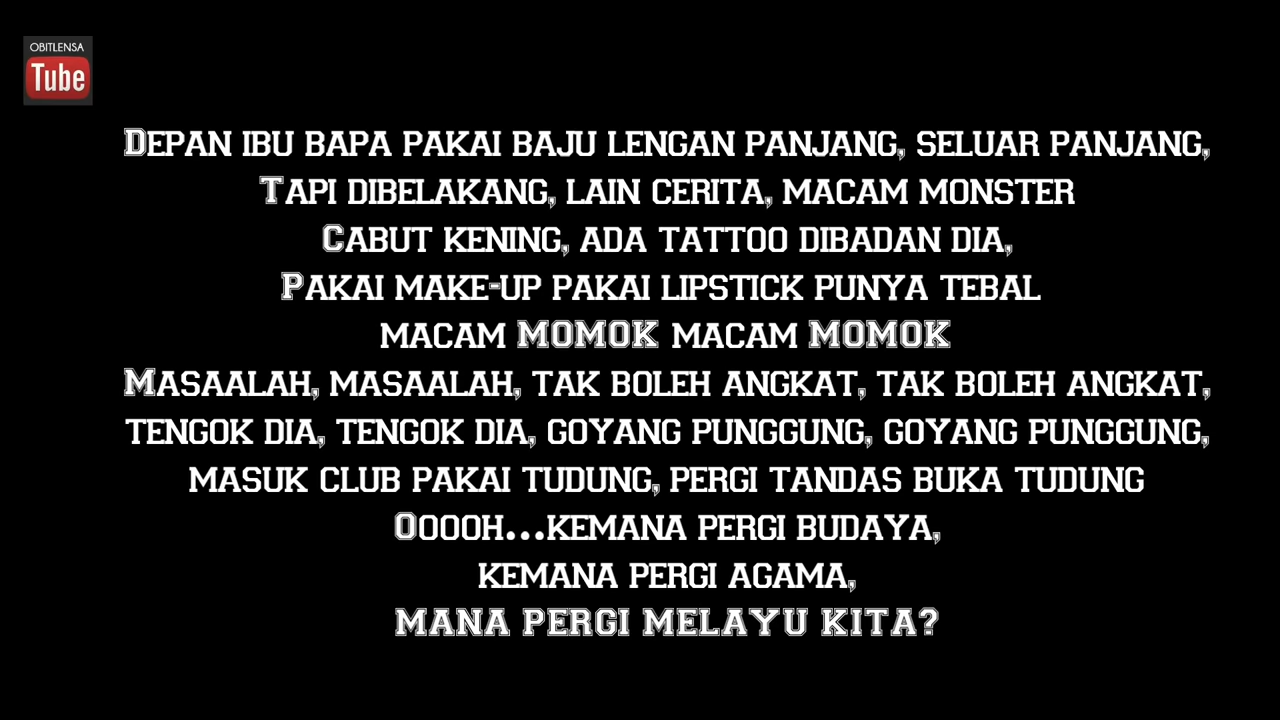 OBITLENSA
Tube
DEPAN IBU BAPA PAKAI BAJU LENGAN PANJANG, SELUAR PANJANG,
TAPI DIBELAKANG, LAIN CERITA, MACAM MONSTER
CABUT KENING, ADA TATTOO DIBADAN DIA,
PAKAI MAKE-UP PAKAI LIPSTICK PUNYA TEBAL
MACAM MOMOK MACAM MOMOK
MASAALAH, MASAALAH, TAK BOLEH ANGKAT, TAK BOLEH ANGKAT,
TENGOK DIA, TENGOK DIA, GOYANG PUNGGUNG, GOYANG PUNGGUNG,
MASUK CLUB PAKAI TUDUNG, PERGI TANDAS BUKA TUDUNG
OOOOH...KEMANA PERGI BUDAYA,
KEMANA PERGI AGAMA,
MANA PERGI MELAYU KITA?